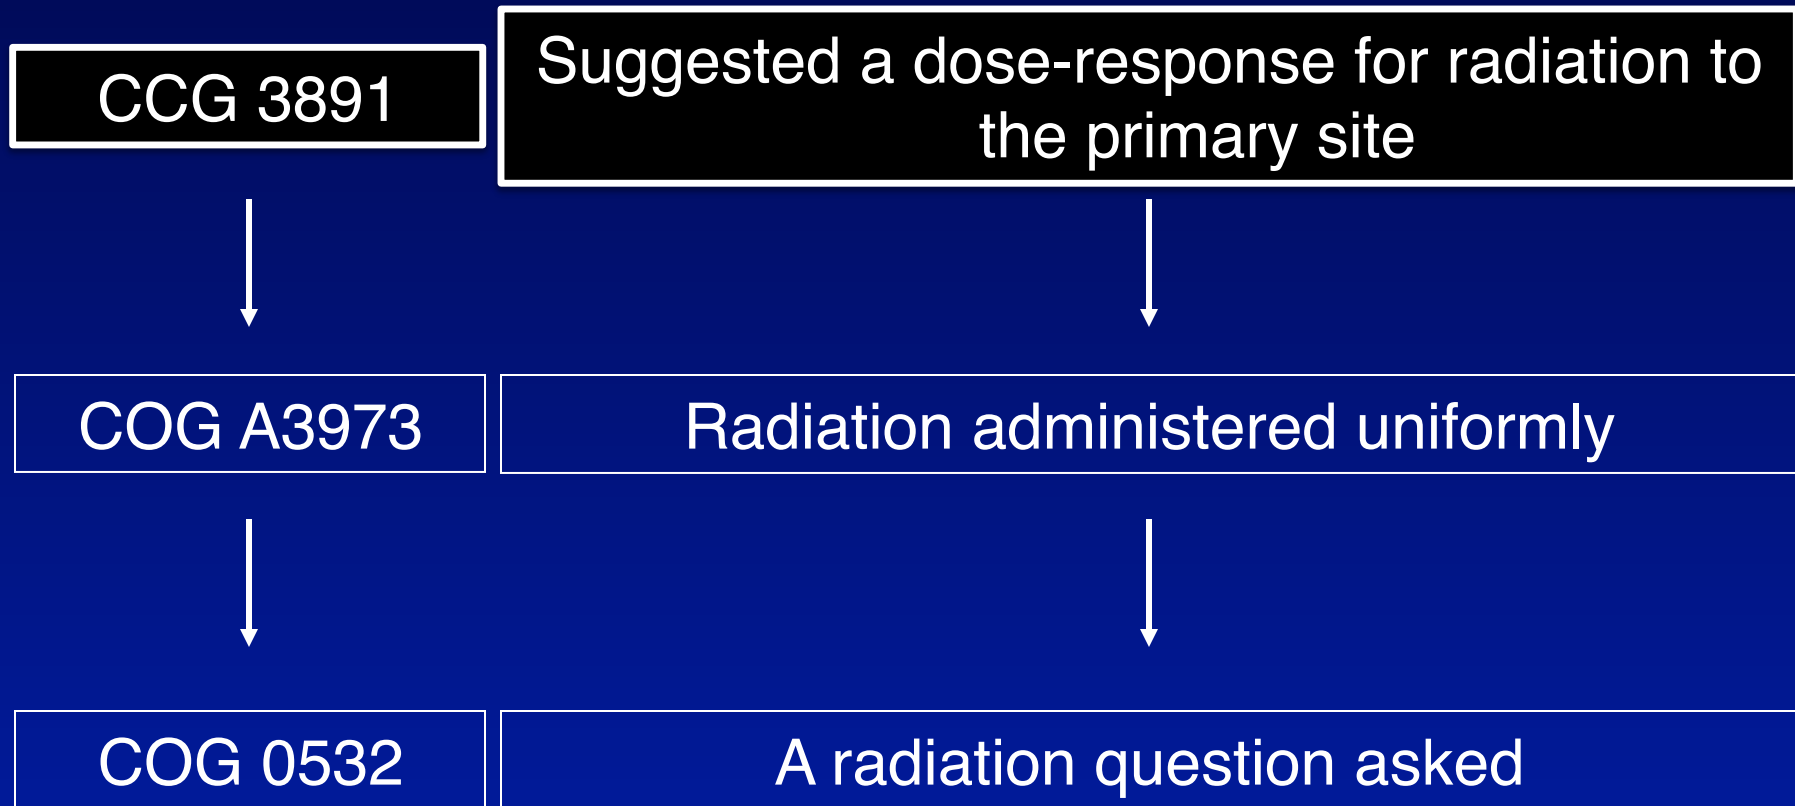 CCG 3891
Suggested a dose-response for radiation to
the primary site
COG A3973
Radiation administered uniformly
COG 0532
A radiation question asked